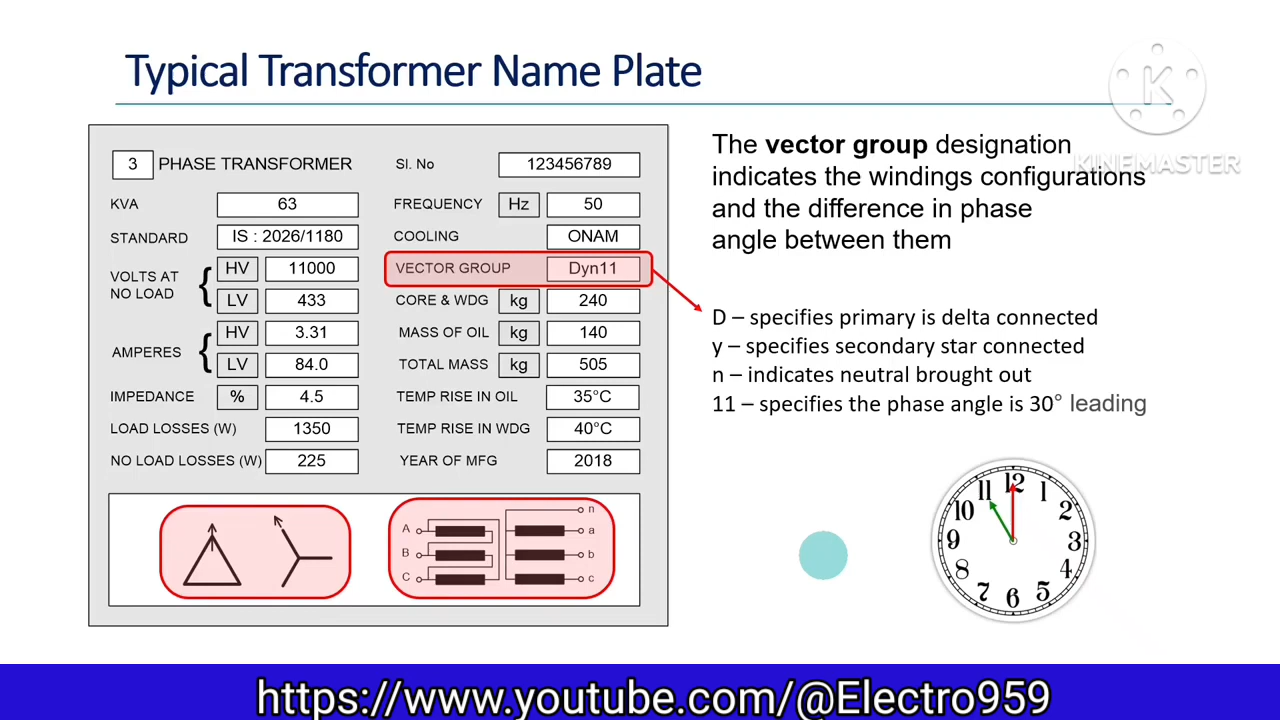 Typical Transformer Name Plate
K
KINEMASTER
3 PHASE TRANSFORMER
KVA 63
STANDARD IS : 2026/1180
VOLTS AT NO LOAD { HV 11000
LV 433
AMPERES { HV 3.31
LV 84.0
IMPEDANCE % 4.5
LOAD LOSSES (W) 1350
NO LOAD LOSSES (W) 225
SI. No 123456789
FREQUENCY Hz 50
COOLING ONAM
VECTOR GROUP Dyn11
CORE & WDG kg 240
MASS OF OIL kg 140
TOTAL MASS kg 505
TEMP RISE IN OIL 35°C
TEMP RISE IN WDG 40°C
YEAR OF MFG 2018
n
A a
B b
C c
The vector group designation
indicates the windings configurations
and the difference in phase
angle between them
D – specifies primary is delta connected
y – specifies secondary star connected
n – indicates neutral brought out
11 – specifies the phase angle is 30° leading
12 1 2 3 4 5 6 7 8 9 10 11
https://www.youtube.com/@Electro959